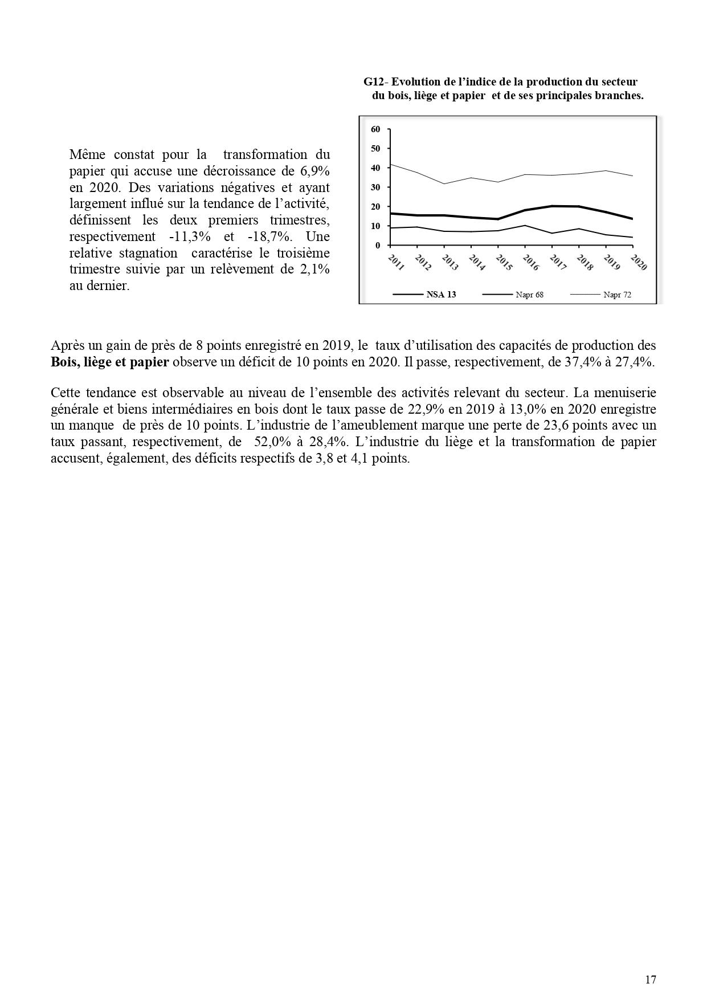 G12- Evolution de l’indice de la production du secteur
du bois, liège et papier et de ses principales branches.
Même constat pour la transformation du
papier qui accuse une décroissance de 6,9%
en 2020. Des variations négatives et ayant
largement influé sur la tendance de l’activité,
définissent les deux premiers trimestres,
respectivement -11,3% et -18,7%. Une
relative stagnation caractérise le troisième
trimestre suivie par un relèvement de 2,1%
au dernier.
60
50
40
30
20
10
0
2011 2012 2013 2014 2015 2016 2017 2018 2019 2020
NSA 13 Napr 68 Napr 72
Après un gain de près de 8 points enregistré en 2019, le taux d’utilisation des capacités de production des
Bois, liège et papier observe un déficit de 10 points en 2020. Il passe, respectivement, de 37,4% à 27,4%.
Cette tendance est observable au niveau de l’ensemble des activités relevant du secteur. La menuiserie
générale et biens intermédiaires en bois dont le taux passe de 22,9% en 2019 à 13,0% en 2020 enregistre
un manque de près de 10 points. L’industrie de l’ameublement marque une perte de 23,6 points avec un
taux passant, respectivement, de 52,0% à 28,4%. L’industrie du liège et la transformation de papier
accusent, également, des déficits respectifs de 3,8 et 4,1 points.
17